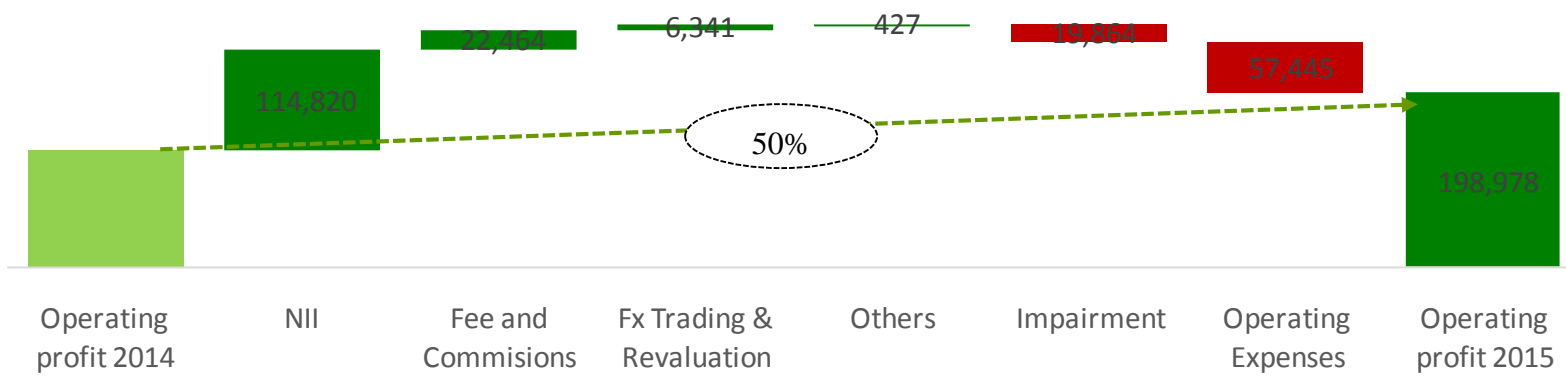 114,820
22,464
6,341
427
19,864
57,445
50%
198,978
Operating
profit 2014
NII
Fee and
Commisions
Fx Trading &
Revaluation
Others
Impairment
Operating
Expenses
Operating
profit 2015